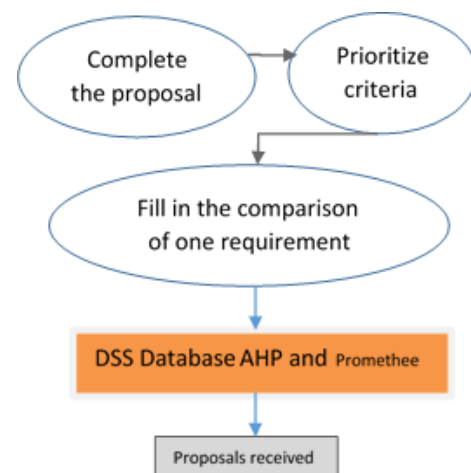 Complete
the proposal
Prioritize
criteria
Fill in the comparison
of one requirement
DSS Database AHP and Promethee
Proposals received